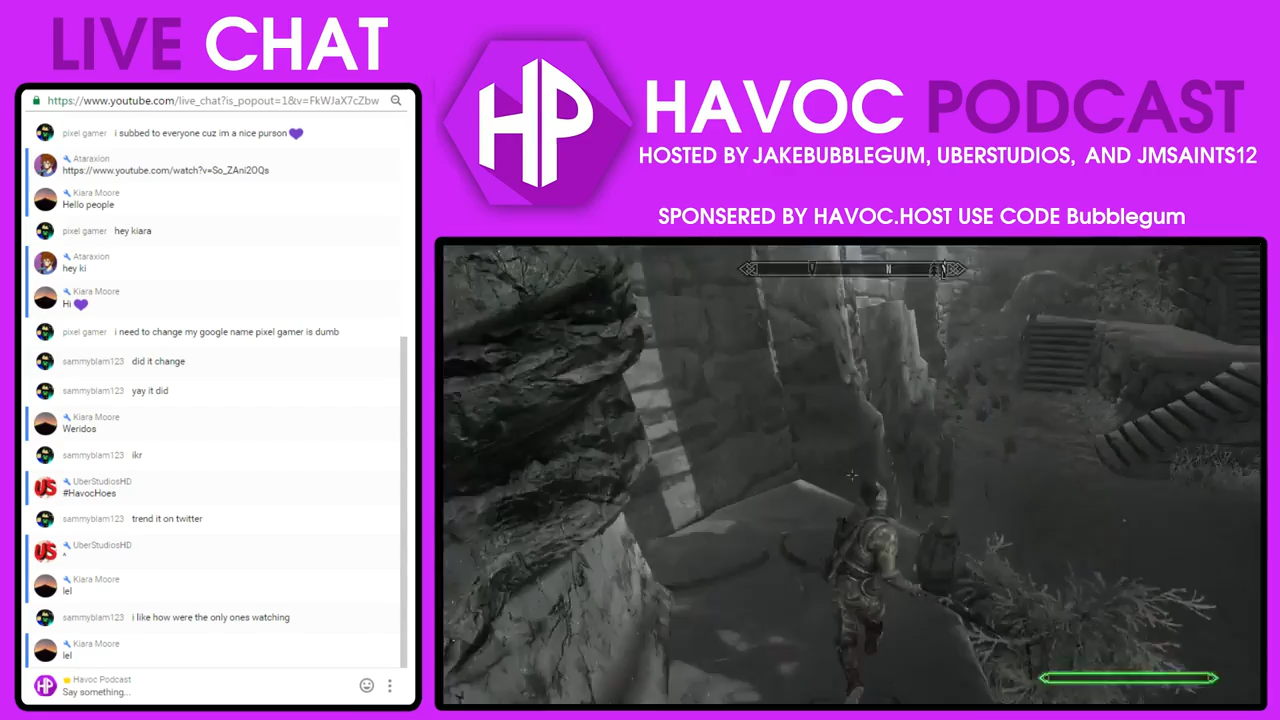 LIVE CHAT
https://www.youtube.com/live_chat?is_popout=1&v=FkWJaX7cZbw
pixel gamer i subbed to everyone cuz im a nice purson
Ataraxion
https://www.youtube.com/watch?v=So_ZAni2OQs
Kiara Moore
Hello people
pixel gamer hey kiara
Ataraxion
hey ki
Kiara Moore
Hi
pixel gamer i need to change my google name pixel gamer is dumb
sammyblam123 did it change
sammyblam123 yay it did
Kiara Moore
Weridos
sammyblam123 ikr
US
UberStudiosHD
#HavocHoes
sammyblam123 trend it on twitter
US
UberStudiosHD
^
Kiara Moore
lel
sammyblam123 i like how were the only ones watching
Kiara Moore
lel
HP
Havoc Podcast
Say something...
HP
HAVOC PODCAST
HOSTED BY JAKEBUBBLEGUM, UBERSTUDIOS, AND JMSAINTS12
SPONSERED BY HAVOC.HOST USE CODE Bubblegum
N